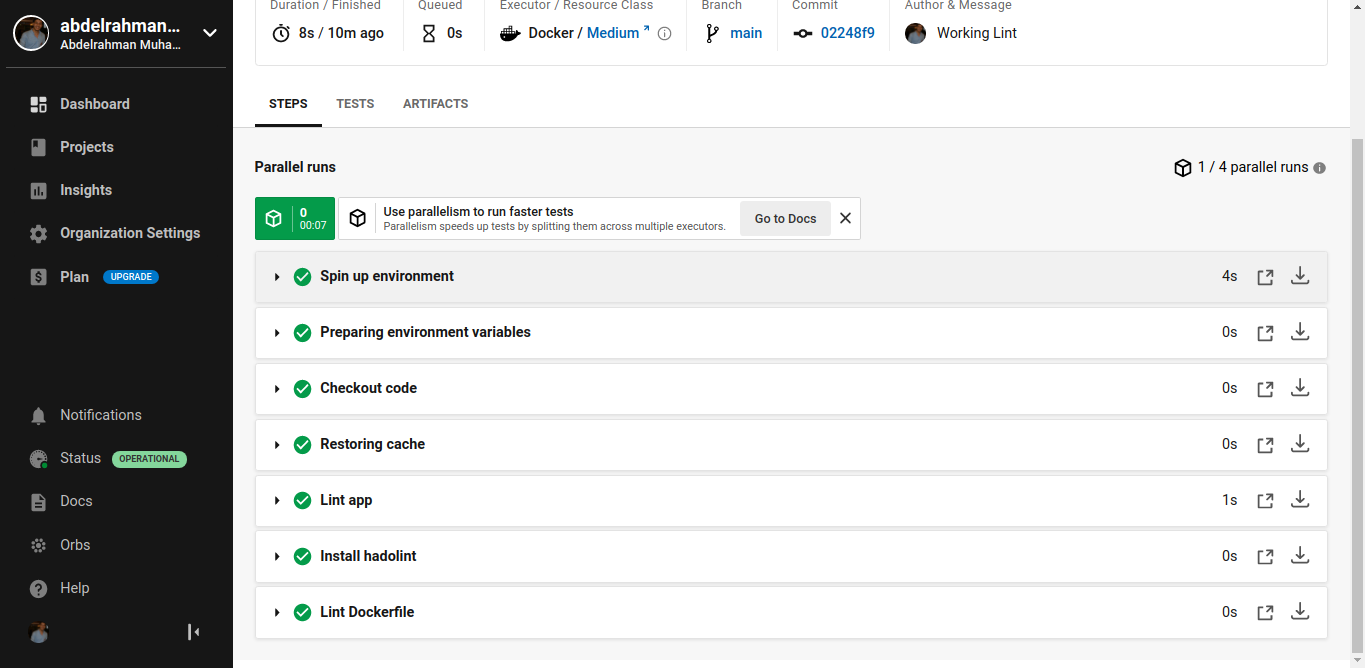 abdelrahman...
Abdelrahman Muha...
Dashboard
Projects
Insights
Organization Settings
Plan UPGRADE
Notifications
Status OPERATIONAL
Docs
Orbs
Help
Duration / Finished
8s / 10m ago
Queued
0s
Executor / Resource Class
Docker / Medium
Branch
main
Commit
02248f9
Author & Message
Working Lint
STEPS TESTS ARTIFACTS
Parallel runs
1 / 4 parallel runs
0
00:07
Use parallelism to run faster tests
Parallelism speeds up tests by splitting them across multiple executors.
Go to Docs
Spin up environment 4s
Preparing environment variables 0s
Checkout code 0s
Restoring cache 0s
Lint app 1s
Install hadolint 0s
Lint Dockerfile 0s